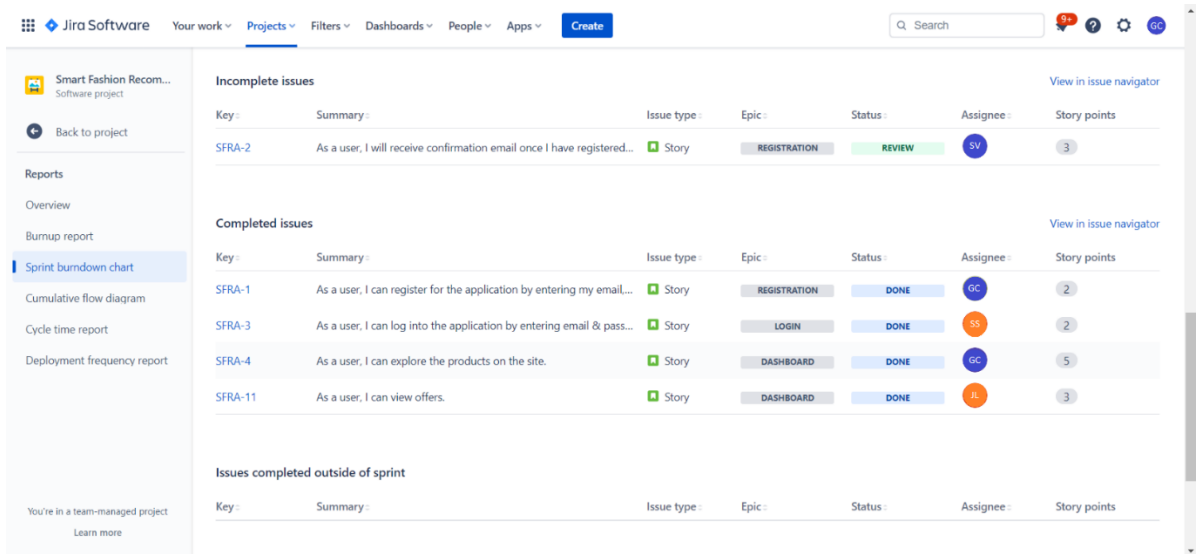 Jira Software Your work Projects Filters Dashboards People Apps Create Search 9+ GC
Smart Fashion Recom...
Software project
Back to project
Reports
Overview
Burnup report
Sprint burndown chart
Cumulative flow diagram
Cycle time report
Deployment frequency report
You're in a team-managed project
Learn more
Incomplete issues View in issue navigator
Key Summary Issue type Epic Status Assignee Story points
SFRA-2 As a user, I will receive confirmation email once I have registered... Story REGISTRATION REVIEW SV 3
Completed issues View in issue navigator
Key Summary Issue type Epic Status Assignee Story points
SFRA-1 As a user, I can register for the application by entering my email,... Story REGISTRATION DONE GC 2
SFRA-3 As a user, I can log into the application by entering email & pass... Story LOGIN DONE SS 2
SFRA-4 As a user, I can explore the products on the site. Story DASHBOARD DONE GC 5
SFRA-11 As a user, I can view offers. Story DASHBOARD DONE JL 3
Issues completed outside of sprint
Key Summary Issue type Epic Status Assignee Story points